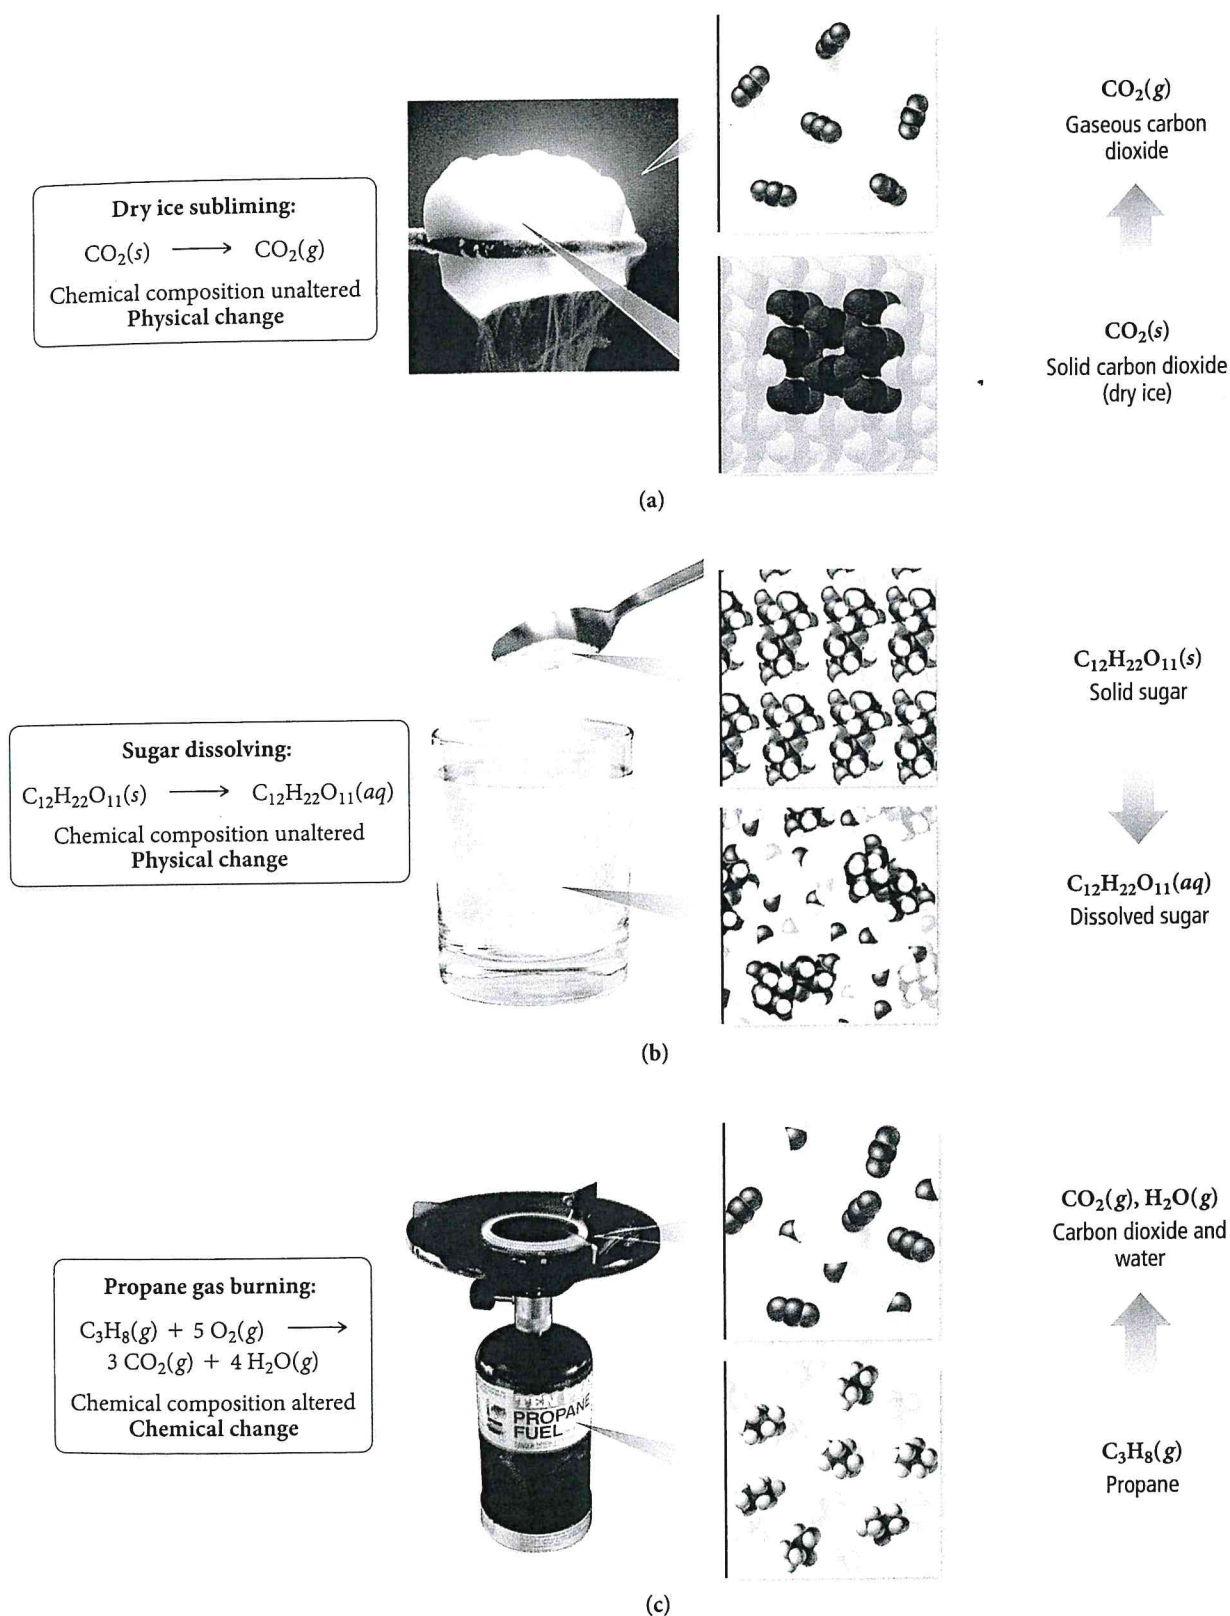 Dry ice subliming:
CO₂(s) ⟶ CO₂(g)
Chemical composition unaltered
Physical change
CO₂(g)
Gaseous carbon
dioxide
CO₂(s)
Solid carbon dioxide
(dry ice)
(a)
Sugar dissolving:
C₁₂H₂₂O₁₁(s) ⟶ C₁₂H₂₂O₁₁(aq)
Chemical composition unaltered
Physical change
C₁₂H₂₂O₁₁(s)
Solid sugar
C₁₂H₂₂O₁₁(aq)
Dissolved sugar
(b)
Propane gas burning:
C₃H₈(g) + 5 O₂(g) ⟶
3 CO₂(g) + 4 H₂O(g)
Chemical composition altered
Chemical change
PROPANE
FUEL
CO₂(g), H₂O(g)
Carbon dioxide and
water
C₃H₈(g)
Propane
(c)